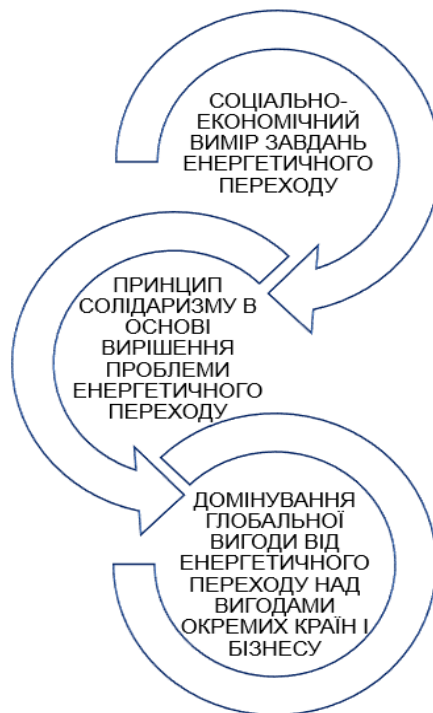 СОЦІАЛЬНО-
ЕКОНОМІЧНИЙ
ВИМІР ЗАВДАНЬ
ЕНЕРГЕТИЧНОГО
ПЕРЕХОДУ
ПРИНЦИП
СОЛІДАРИЗМУ В
ОСНОВІ
ВИРІШЕННЯ
ПРОБЛЕМИ
ЕНЕРГЕТИЧНОГО
ПЕРЕХОДУ
ДОМІНУВАННЯ
ГЛОБАЛЬНОЇ
ВИГОДИ ВІД
ЕНЕРГЕТИЧНОГО
ПЕРЕХОДУ НАД
ВИГОДАМИ
ОКРЕМИХ КРАЇН І
БІЗНЕСУ